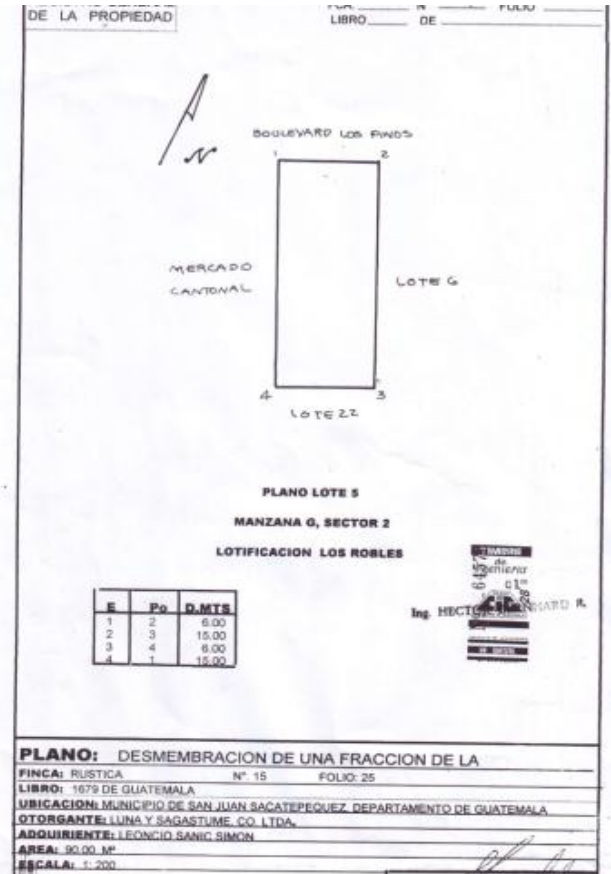 DE LA PROPIEDAD
LIBRO DE
FOLIO
N
BOULEVARD LOS PINOS
1 2
MERCADO
CANTONAL
LOTE 6
4 3
LOTE 22
PLANO LOTE 5
MANZANA G, SECTOR 2
LOTIFICACION LOS ROBLES
E Po D.MTS
1 2 6.00
2 3 15.00
3 4 6.00
4 1 15.00
de
Ing. HECTOR
PLANO: DESMEMBRACION DE UNA FRACCION DE LA
FINCA: RUSTICA Nº. 15 FOLIO: 25
LIBRO: 1679 DE GUATEMALA
UBICACION: MUNICIPIO DE SAN JUAN SACATEPEQUEZ DEPARTAMENTO DE GUATEMALA
OTORGANTE: LUNA Y SAGASTUME, CO. LTDA.
ADQUIRIENTE: LEONCIO SANIC SIMON
AREA: 90.00 M²
ESCALA: 1: 200